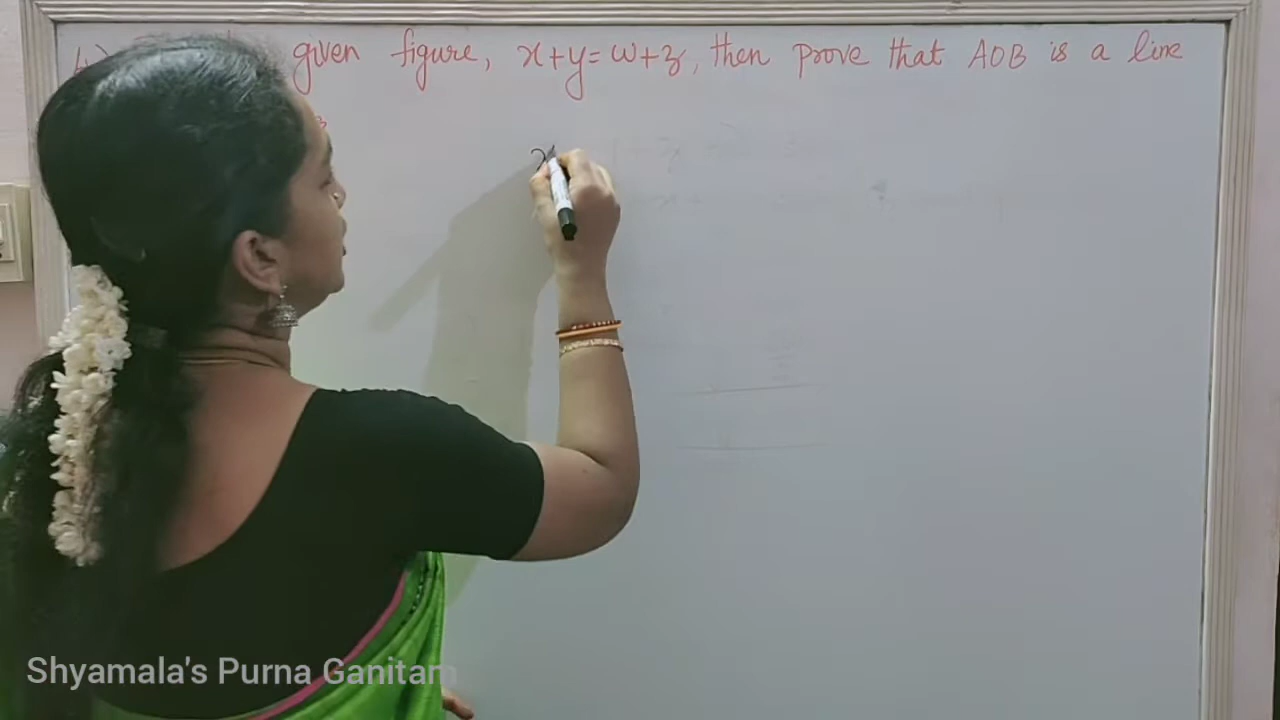 given figure, x+y=w+z, then prove that AOB is a line
B
x
Shyamala's Purna Ganitam